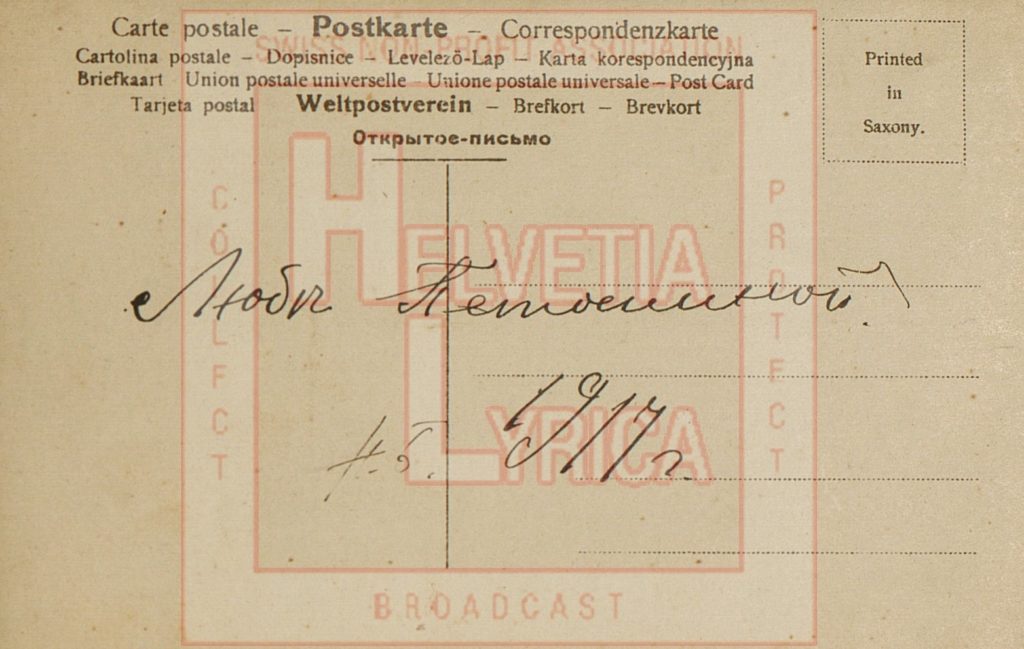 Carte postale – Postkarte – Correspondenzkarte
SWISS NON PROFIT ASSOCIATION
Cartolina postale – Dopisnice – Levelező-Lap – Karta korespondencyjna
Briefkaart Union postale universelle – Unione postale universale – Post Card
Tarjeta postal Weltpostverein – Brefkort – Brevkort
Открытое-письмо
Printed
in
Saxony.
COLLECT
PROTECT
HELVETIA
LYRICA
Любы
1917 г.
BROADCAST